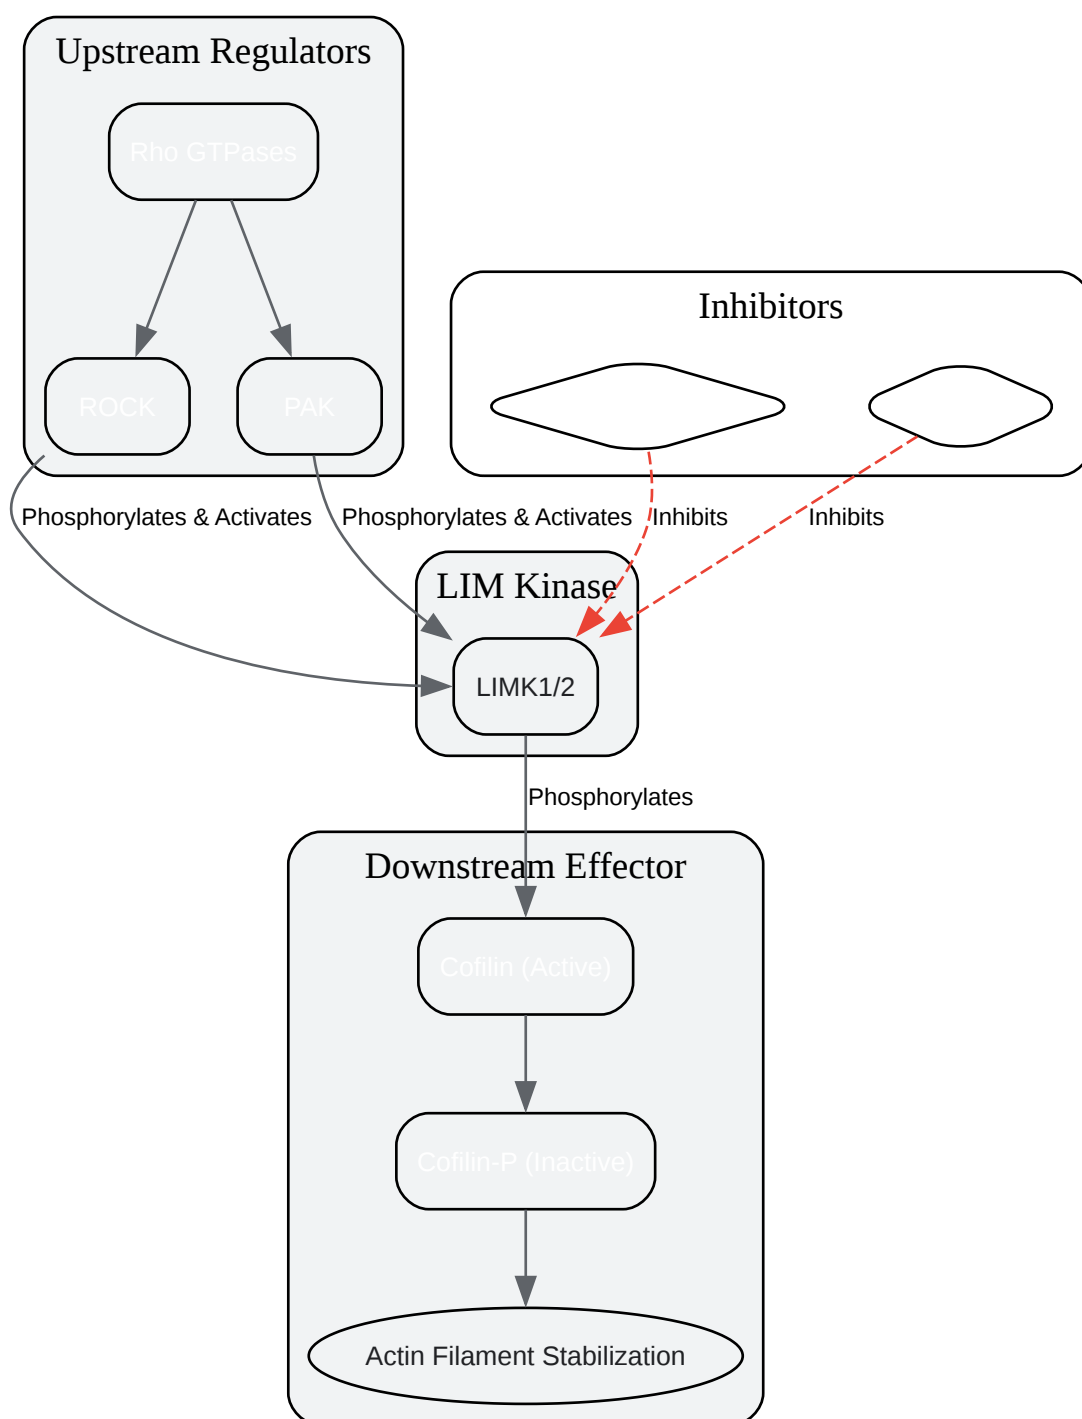 Upstream Regulators
Rho GTPases
ROCK
PAK
Inhibitors
Phosphorylates & Activates
Phosphorylates & Activates
Inhibits
Inhibits
LIM Kinase
LIMK1/2
Phosphorylates
Downstream Effector
Cofilin (Active)
Cofilin-P (Inactive)
Actin Filament Stabilization